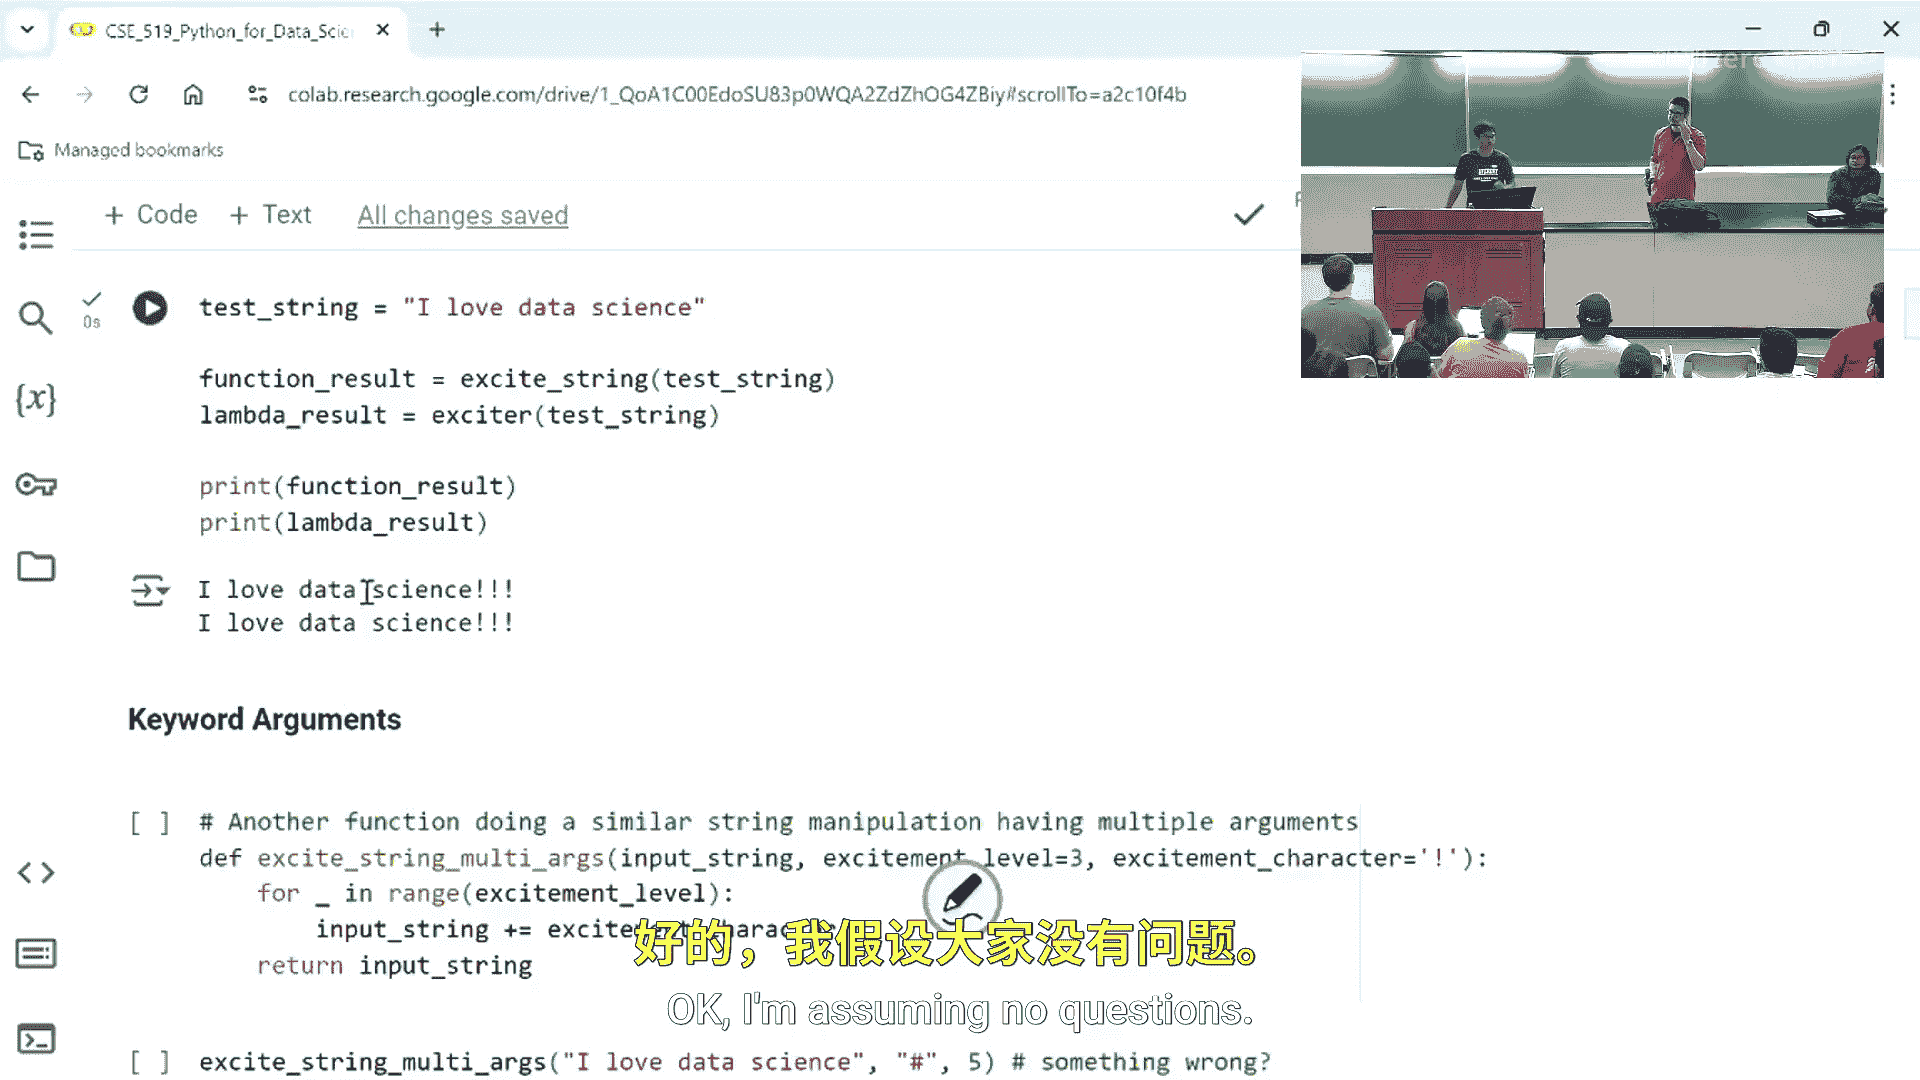 CSE_519_Python_for_Data_Scie
colab.research.google.com/drive/1_QoA1C00EdoSU83p0WQA2ZdZhOG4ZBiy#scrollTo=a2c10f4b
Managed bookmarks
+ Code + Text All changes saved
0s
test_string = "I love data science"
function_result = excite_string(test_string)
lambda_result = exciter(test_string)
print(function_result)
print(lambda_result)
I love data science!!!
I love data science!!!
Keyword Arguments
[ ] # Another function doing a similar string manipulation having multiple arguments
def excite_string_multi_args(input_string, excitement_level=3, excitement_character='!'):
for _ in range(excitement_level):
input_string +=
return input_string
好的，我假设大家没有问题。
OK, I'm assuming no questions.
[ ] excite_string_multi_args("I love data science", "#", 5) # something wrong?